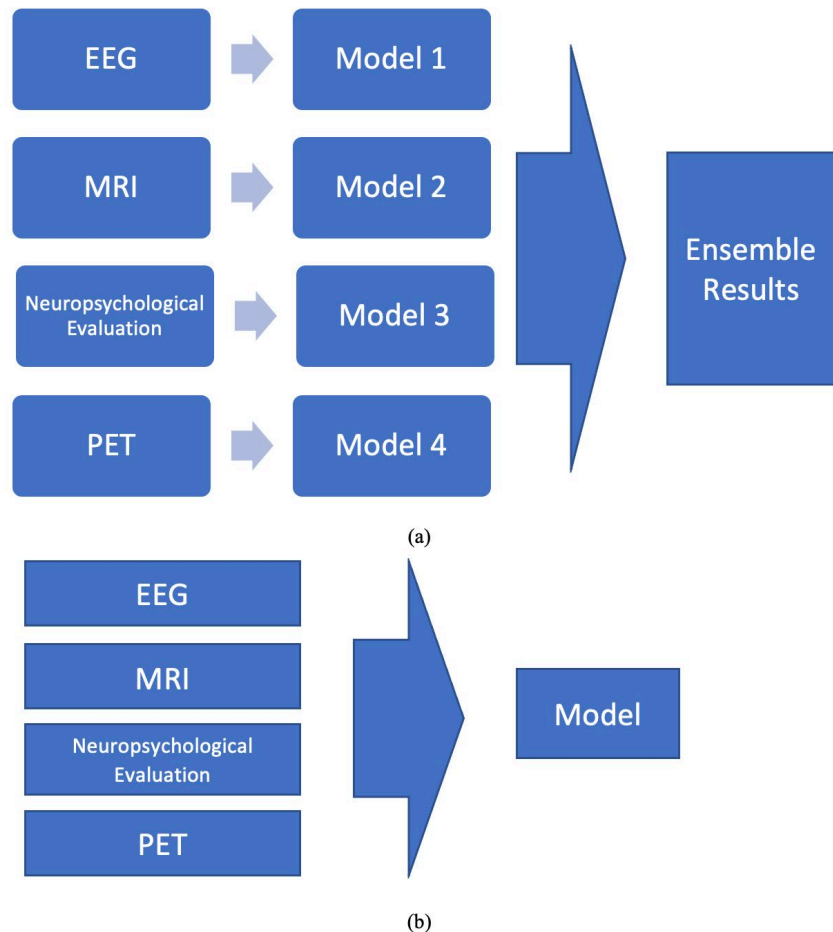 EEG
Model 1
MRI
Model 2
Neuropsychological
Evaluation
Model 3
PET
Model 4
Ensemble
Results
(a)
EEG
MRI
Neuropsychological
Evaluation
PET
Model
(b)